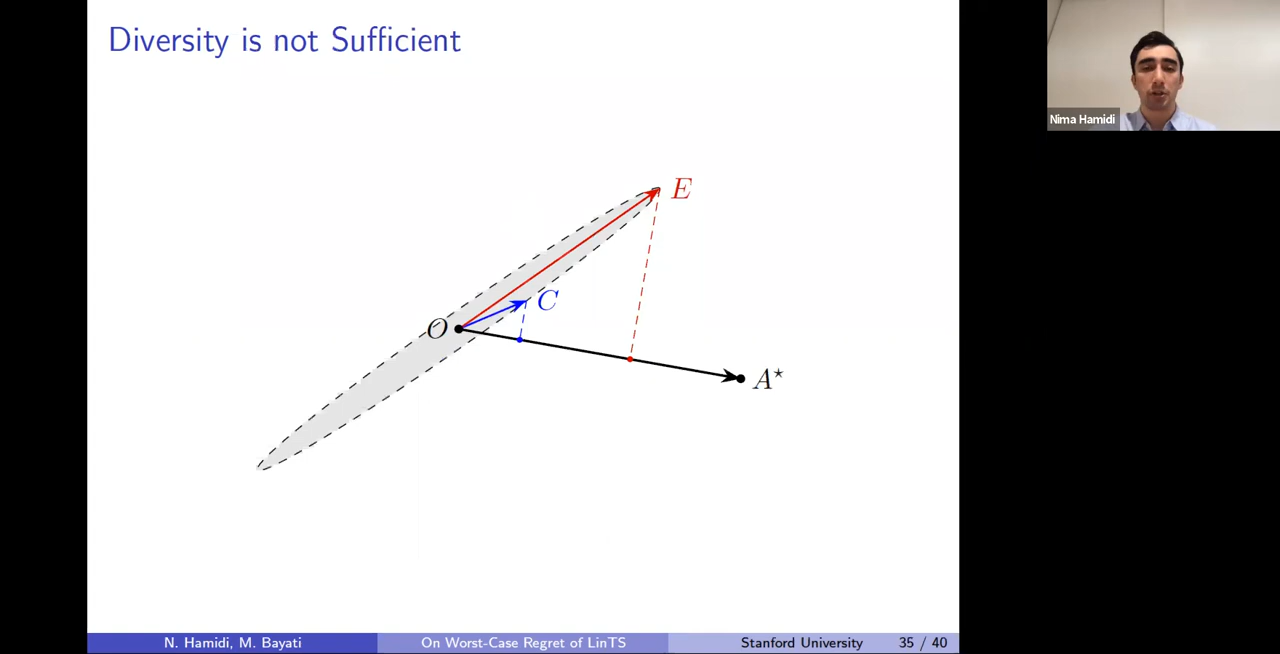 Diversity is not Sufficient
Nima Hamidi
E
C
O
A⋆
N. Hamidi, M. Bayati
On Worst-Case Regret of LinTS
Stanford University
35 / 40